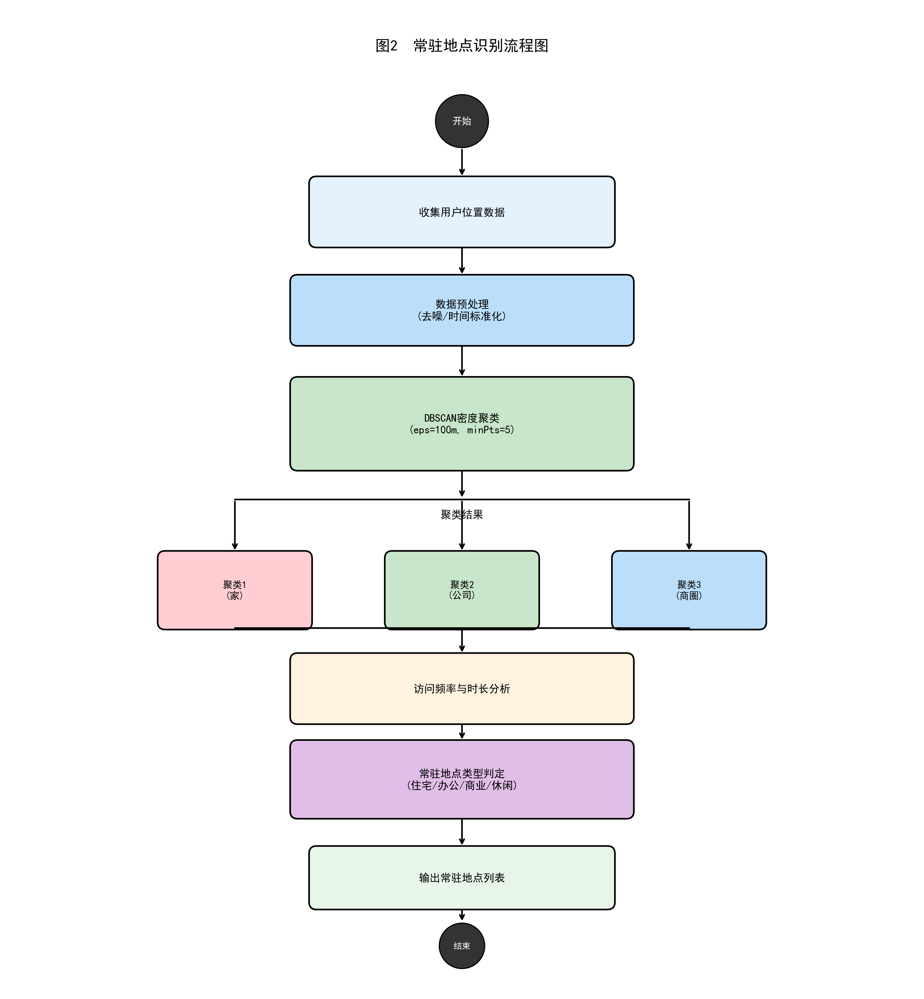 图2 常驻地点识别流程图
开始
收集用户位置数据
数据预处理
(去噪/时间标准化)
DBSCAN密度聚类
(eps=100m, minPts=5)
聚类结果
聚类1
(家)
聚类2
(公司)
聚类3
(商圈)
访问频率与时长分析
常驻地点类型判定
(住宅/办公/商业/休闲)
输出常驻地点列表
结束